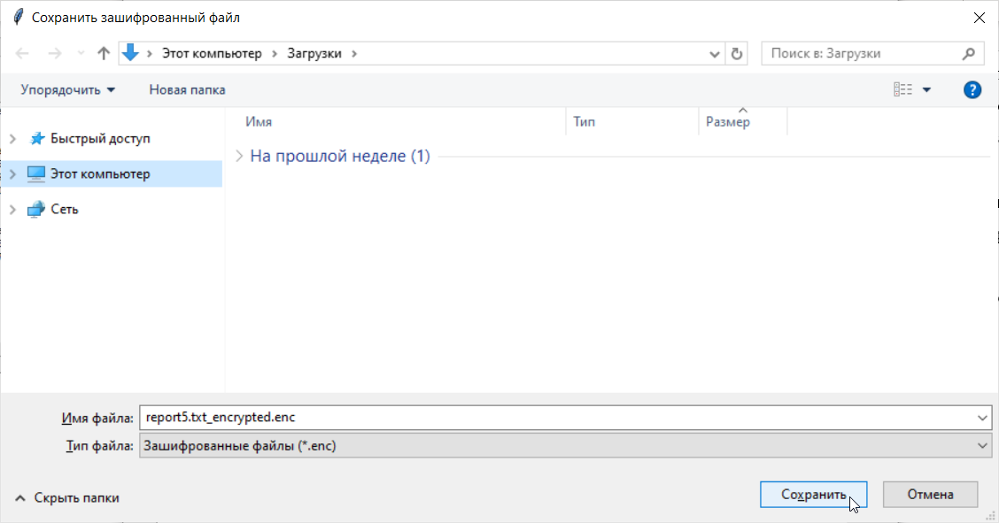 Сохранить зашифрованный файл
Этот компьютер Загрузки
Поиск в: Загрузки
Упорядочить Новая папка
?
Имя Тип Размер
Быстрый доступ
На прошлой неделе (1)
Этот компьютер
Сеть
Имя файла: report5.txt_encrypted.enc
Тип файла: Зашифрованные файлы (*.enc)
Скрыть папки
Сохранить Отмена